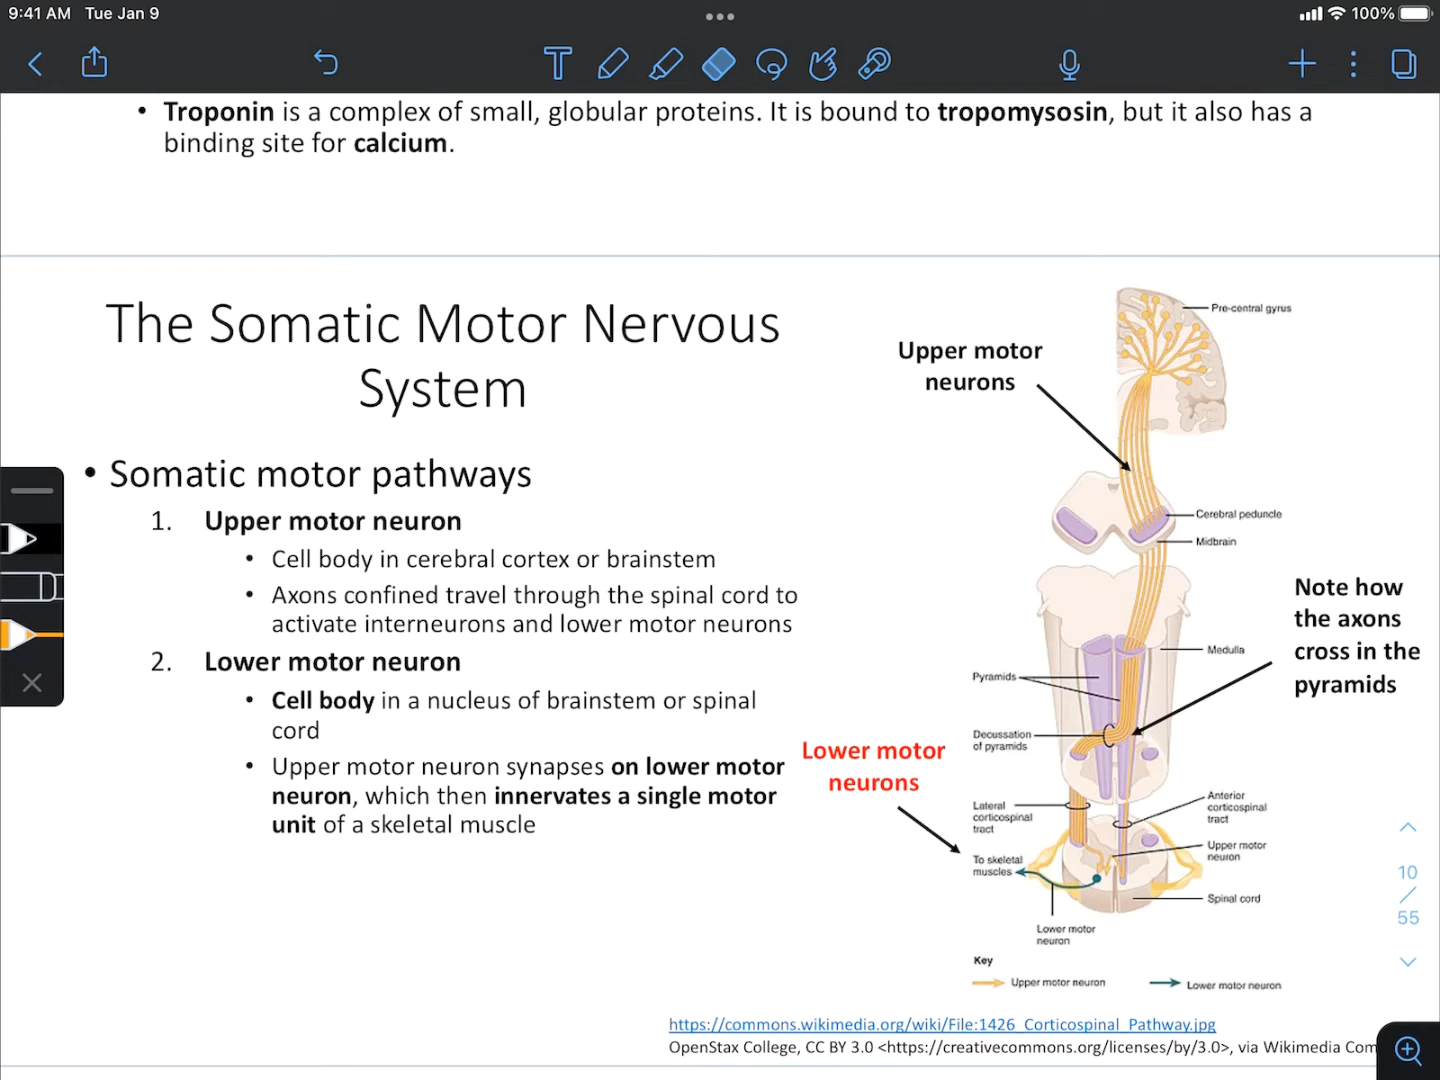 9:41 AM Tue Jan 9
100%
• Troponin is a complex of small, globular proteins. It is bound to tropomysosin, but it also has a
binding site for calcium.
The Somatic Motor Nervous
System
• Somatic motor pathways
1. Upper motor neuron
• Cell body in cerebral cortex or brainstem
• Axons confined travel through the spinal cord to
activate interneurons and lower motor neurons
2. Lower motor neuron
• Cell body in a nucleus of brainstem or spinal
cord
• Upper motor neuron synapses on lower motor
neuron, which then innervates a single motor
unit of a skeletal muscle
Upper motor
neurons
Pre-central gyrus
Cerebral peduncle
Midbrain
Note how
the axons
cross in the
pyramids
Medulla
Pyramids
Decussation
of pyramids
Lower motor
neurons
Lateral
corticospinal
tract
Anterior
corticospinal
tract
To skeletal
muscles
Upper motor
neuron
Spinal cord
Lower motor
neuron
Key
Upper motor neuron
Lower motor neuron
10
/
55
https://commons.wikimedia.org/wiki/File:1426_Corticospinal_Pathway.jpg
OpenStax College, CC BY 3.0 <https://creativecommons.org/licenses/by/3.0>, via Wikimedia Com